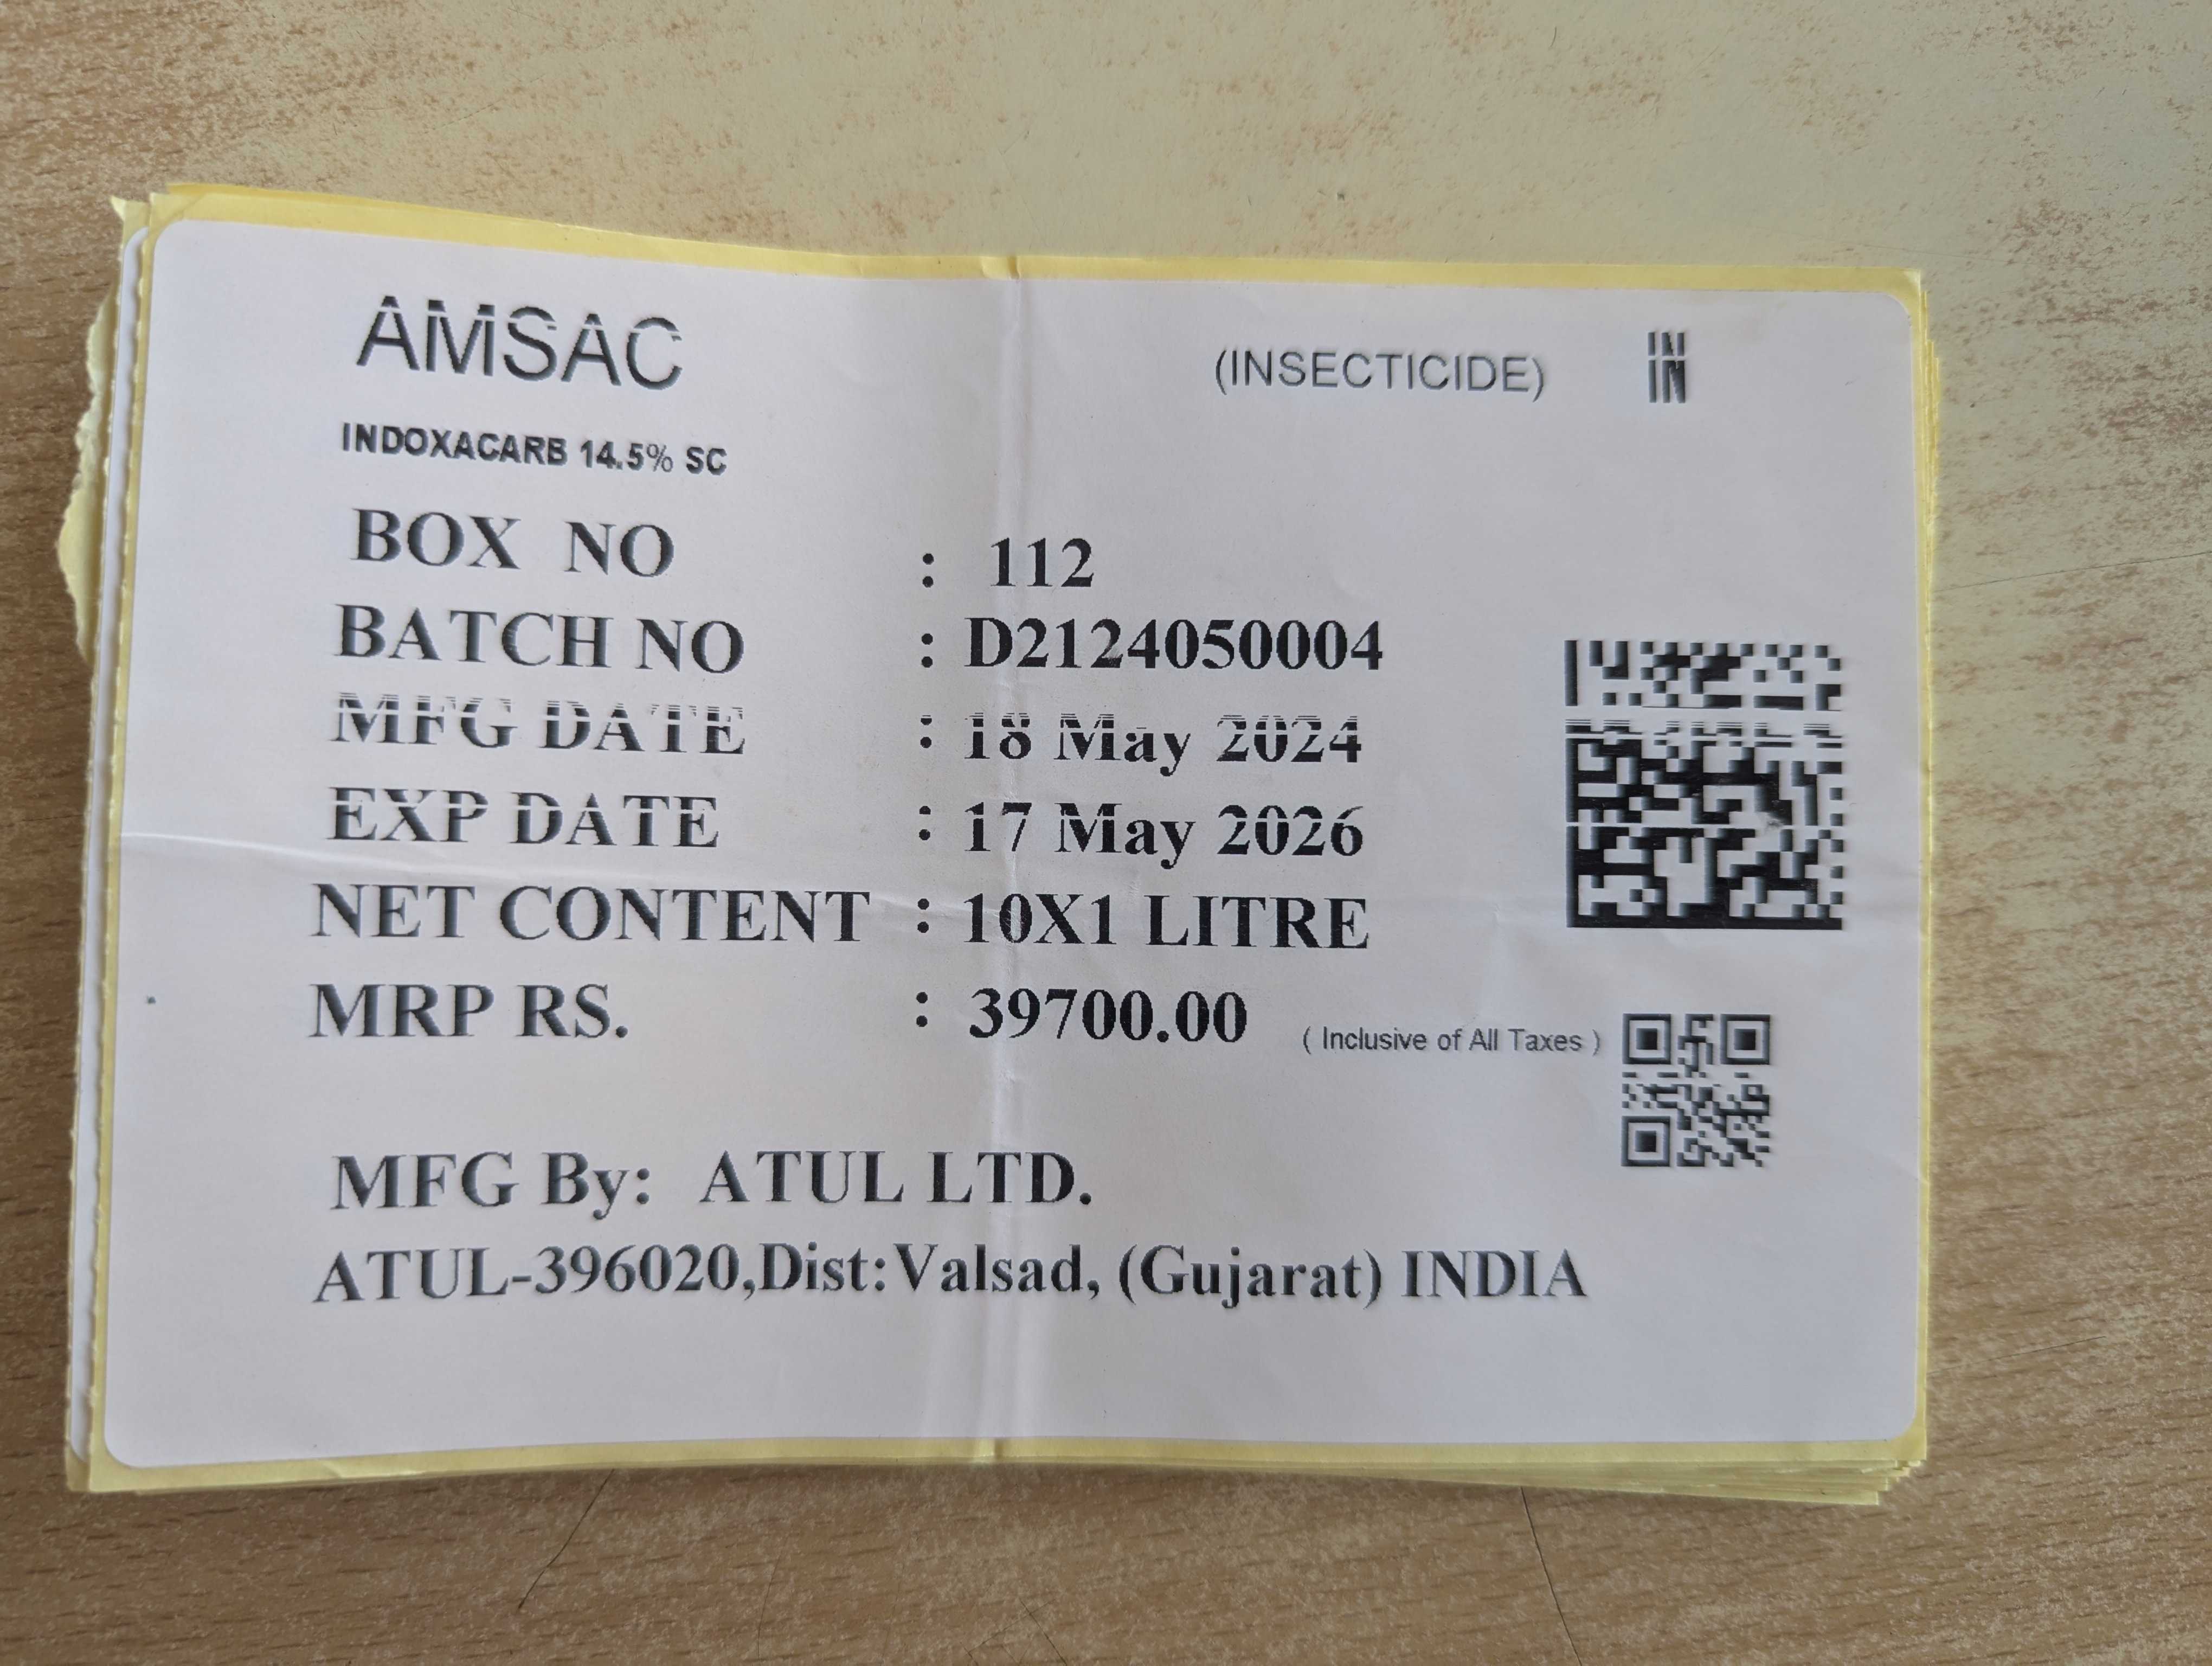 AMSAC (INSECTICIDE) IN
INDOXACARB 14.5% SC
BOX NO : 112
BATCH NO : D2124050004
MFG DATE : 18 May 2024
EXP DATE : 17 May 2026
NET CONTENT : 10X1 LITRE
MRP RS. : 39700.00 ( Inclusive of All Taxes )
MFG By: ATUL LTD.
ATUL-396020,Dist:Valsad, (Gujarat) INDIA